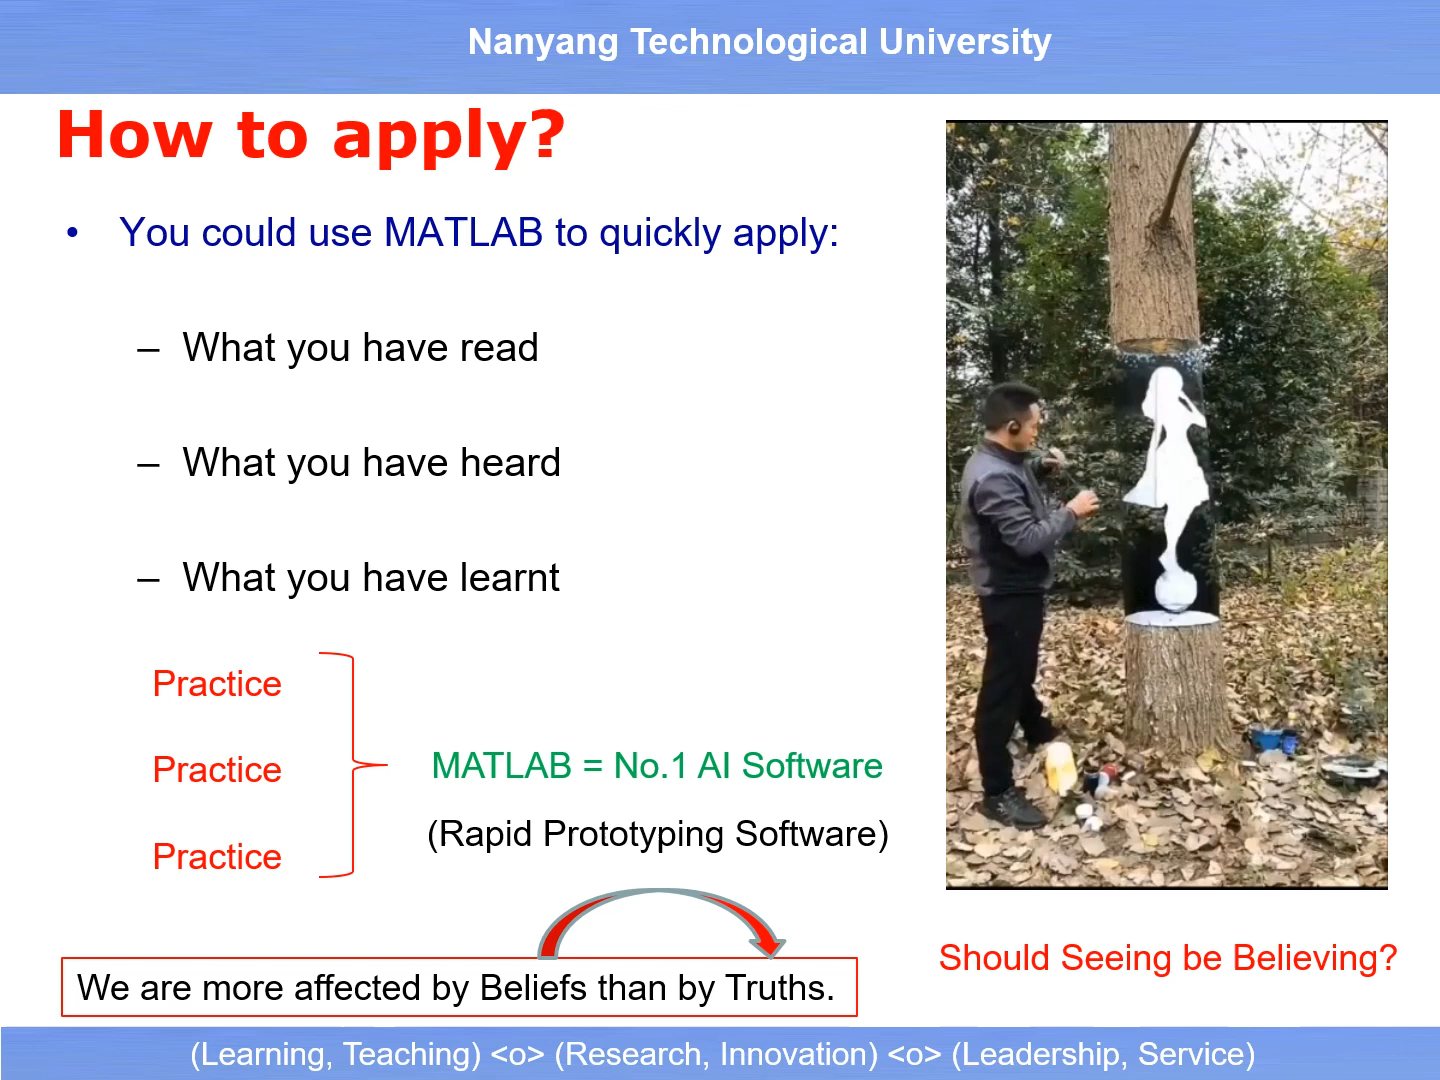 Nanyang Technological University
How to apply?
• You could use MATLAB to quickly apply:
– What you have read
– What you have heard
– What you have learnt
Practice
Practice
Practice
MATLAB = No.1 AI Software
(Rapid Prototyping Software)
We are more affected by Beliefs than by Truths.
Should Seeing be Believing?
(Learning, Teaching) <o> (Research, Innovation) <o> (Leadership, Service)